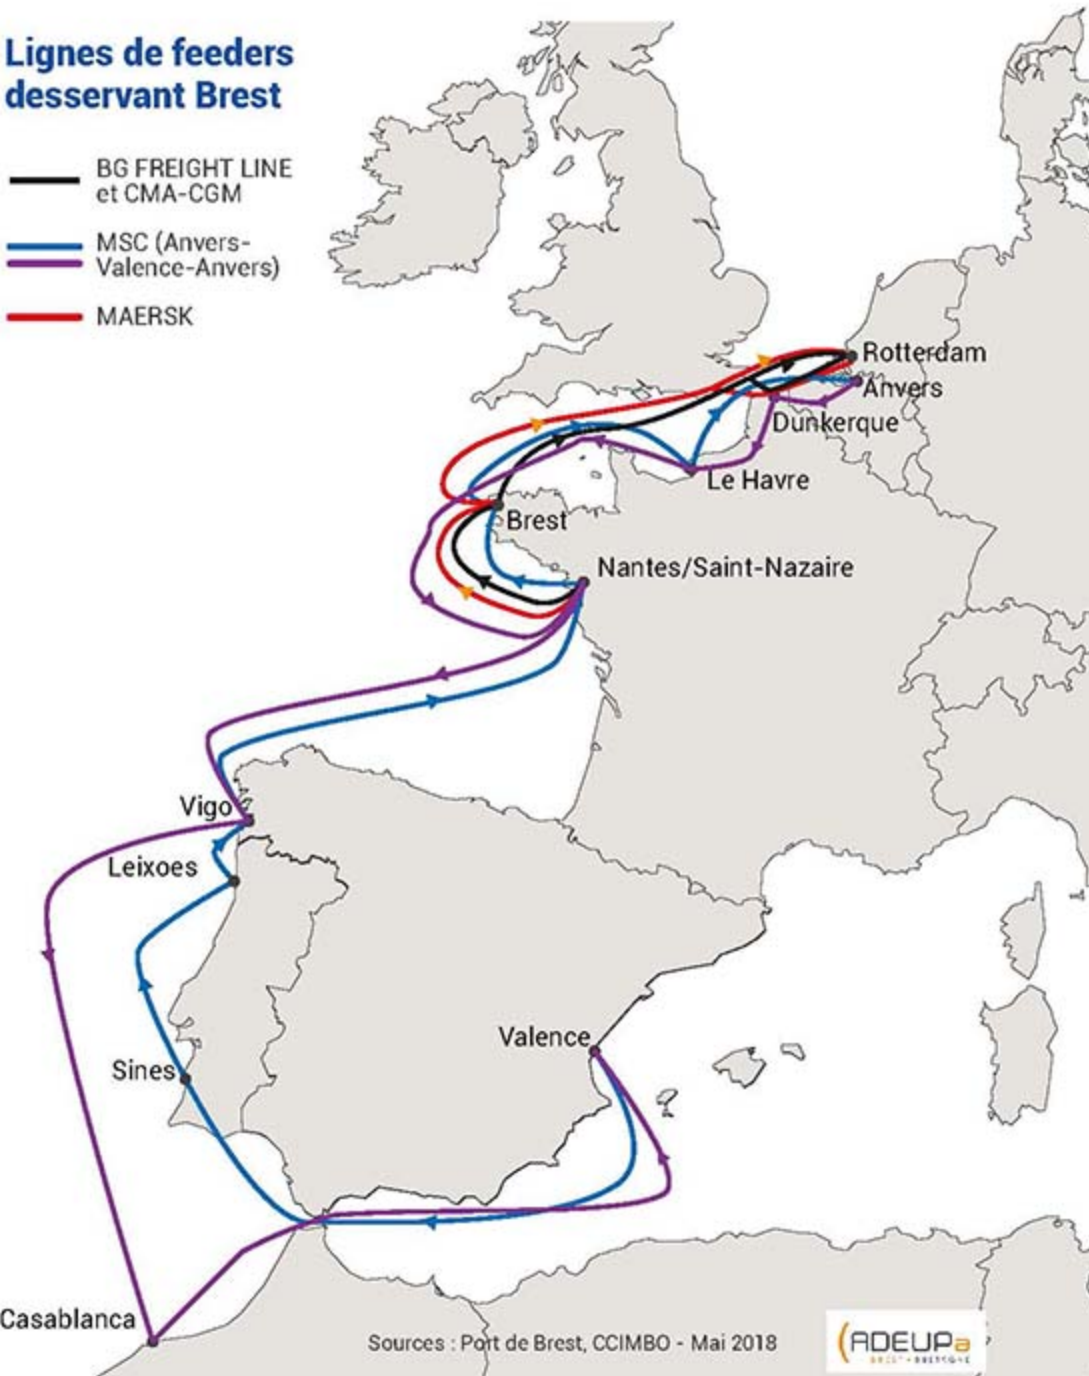 Lignes de feeders
desservant Brest
BG FREIGHT LINE
et CMA-CGM
MSC (Anvers-
Valence-Anvers)
MAERSK
Rotterdam
Anvers
Dunkerque
Le Havre
Brest
Nantes/Saint-Nazaire
Vigo
Leixoes
Valence
Sines
Casablanca
Sources : Port de Brest, CCIMBO - Mai 2018
ADEUPa
BREST • BRETAGNE